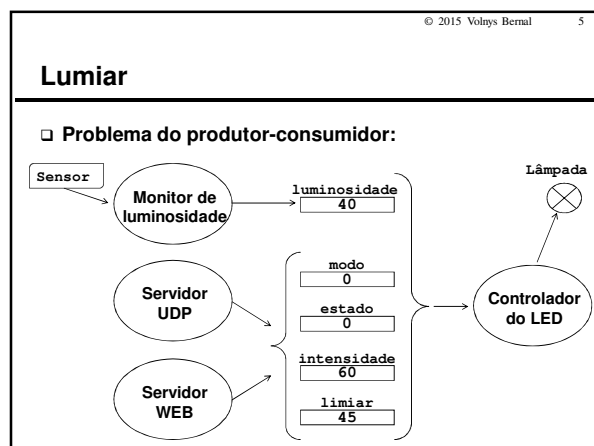 © 2015 Volnys Bernal 5
Lumiar
❑ Problema do produtor-consumidor:
Sensor
Monitor de
luminosidade
luminosidade
40
Lâmpada
Servidor
UDP
modo
0
estado
0
Controlador
do LED
Servidor
WEB
intensidade
60
limiar
45